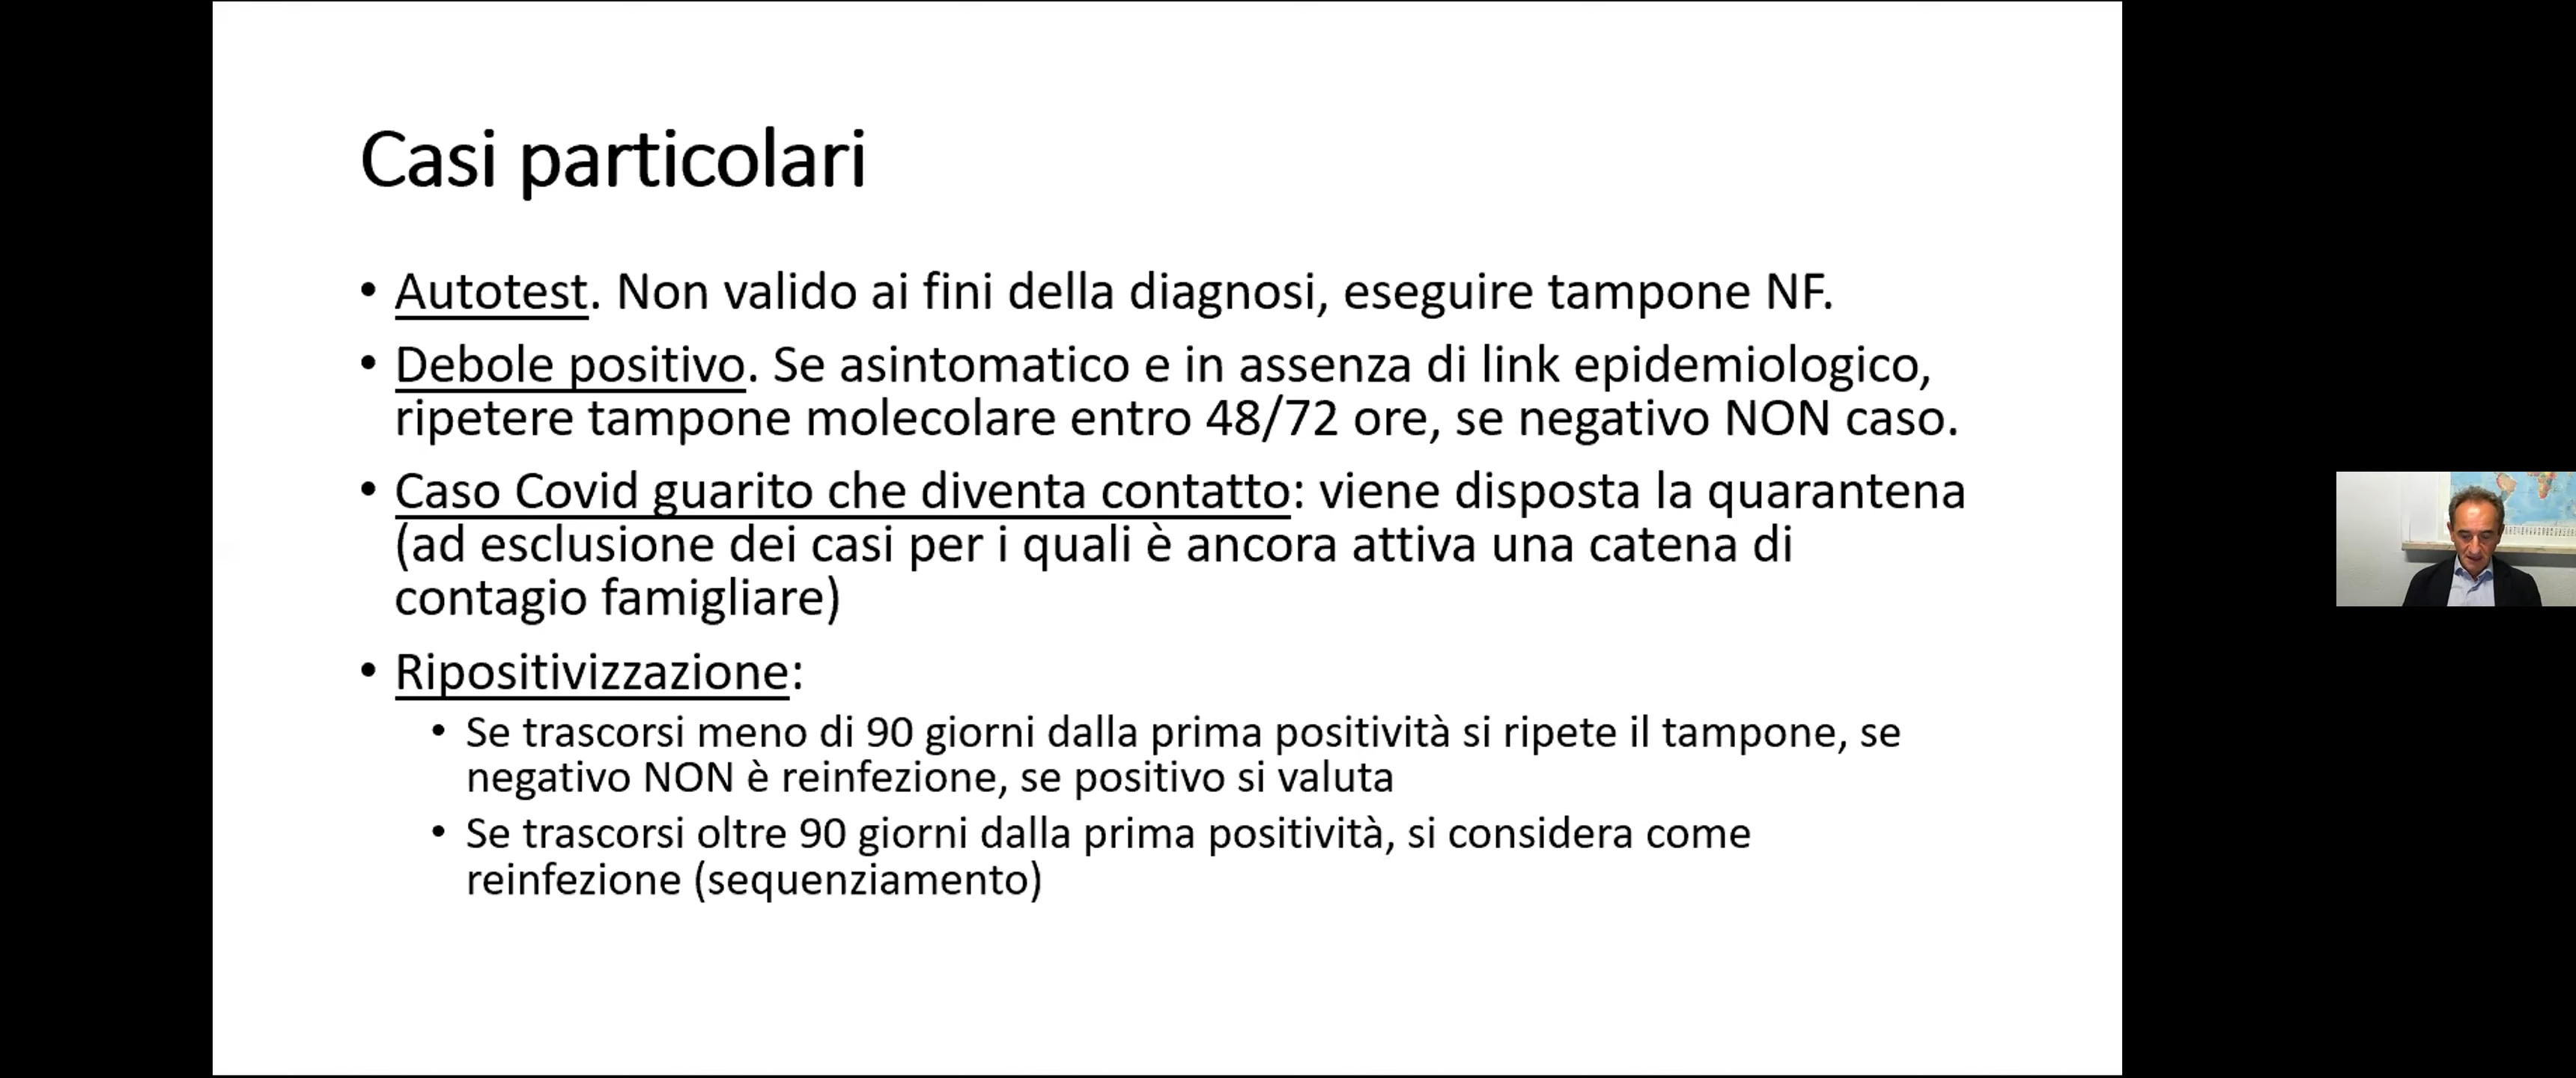 Casi particolari
• Autotest. Non valido ai fini della diagnosi, eseguire tampone NF.
• Debole positivo. Se asintomatico e in assenza di link epidemiologico,
ripetere tampone molecolare entro 48/72 ore, se negativo NON caso.
• Caso Covid guarito che diventa contatto: viene disposta la quarantena
(ad esclusione dei casi per i quali è ancora attiva una catena di
contagio famigliare)
• Ripositivizzazione:
• Se trascorsi meno di 90 giorni dalla prima positività si ripete il tampone, se
negativo NON è reinfezione, se positivo si valuta
• Se trascorsi oltre 90 giorni dalla prima positività, si considera come
reinfezione (sequenziamento)